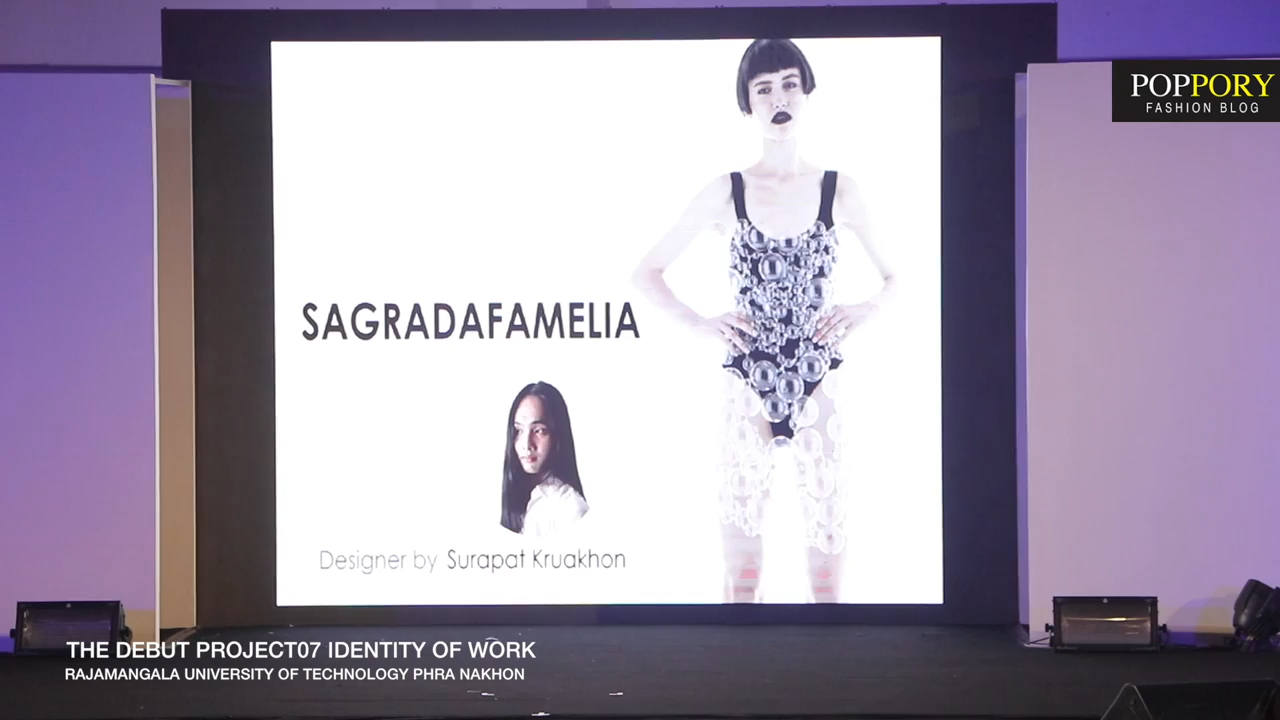 POPPORY
FASHION BLOG
SAGRADAFAMELIA
Designer by Surapat Kruakhon
THE DEBUT PROJECT07 IDENTITY OF WORK
RAJAMANGALA UNIVERSITY OF TECHNOLOGY PHRA NAKHON